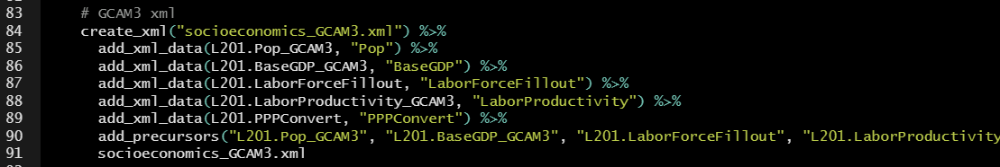 83 # GCAM3 xml
84 create_xml("socioeconomics_GCAM3.xml") %>%
85 add_xml_data(L201.Pop_GCAM3, "Pop") %>%
86 add_xml_data(L201.BaseGDP_GCAM3, "BaseGDP") %>%
87 add_xml_data(L201.LaborForceFillout, "LaborForceFillout") %>%
88 add_xml_data(L201.LaborProductivity_GCAM3, "LaborProductivity") %>%
89 add_xml_data(L201.PPPConvert, "PPPConvert") %>%
90 add_precursors("L201.Pop_GCAM3", "L201.BaseGDP_GCAM3", "L201.LaborForceFillout", "L201.LaborProductivity
91 socioeconomics_GCAM3.xml